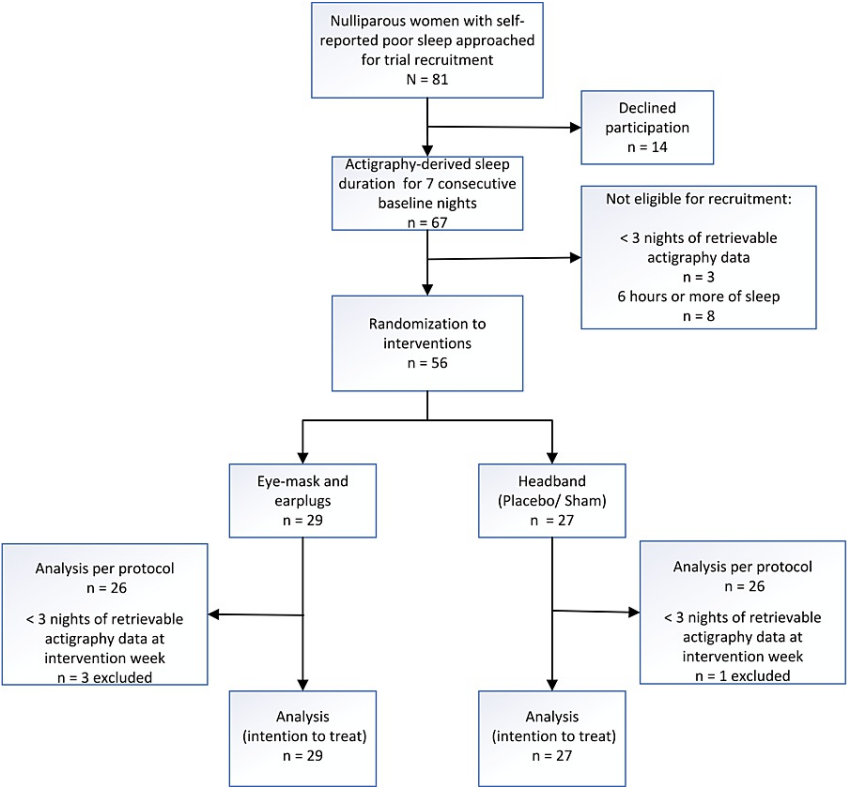 Nulliparous women with self-
reported poor sleep approached
for trial recruitment
N = 81
Declined
participation
n = 14
Actigraphy-derived sleep
duration for 7 consecutive
baseline nights
n = 67
Not eligible for recruitment:
< 3 nights of retrievable
actigraphy data
n = 3
6 hours or more of sleep
n = 8
Randomization to
interventions
n = 56
Eye-mask and
earplugs
n = 29
Headband
(Placebo/ Sham)
n = 27
Analysis per protocol
n = 26
< 3 nights of retrievable
actigraphy data at
intervention week
n = 3 excluded
Analysis per protocol
n = 26
< 3 nights of retrievable
actigraphy data at
intervention week
n = 1 excluded
Analysis
(intention to treat)
n = 29
Analysis
(intention to treat)
n = 27